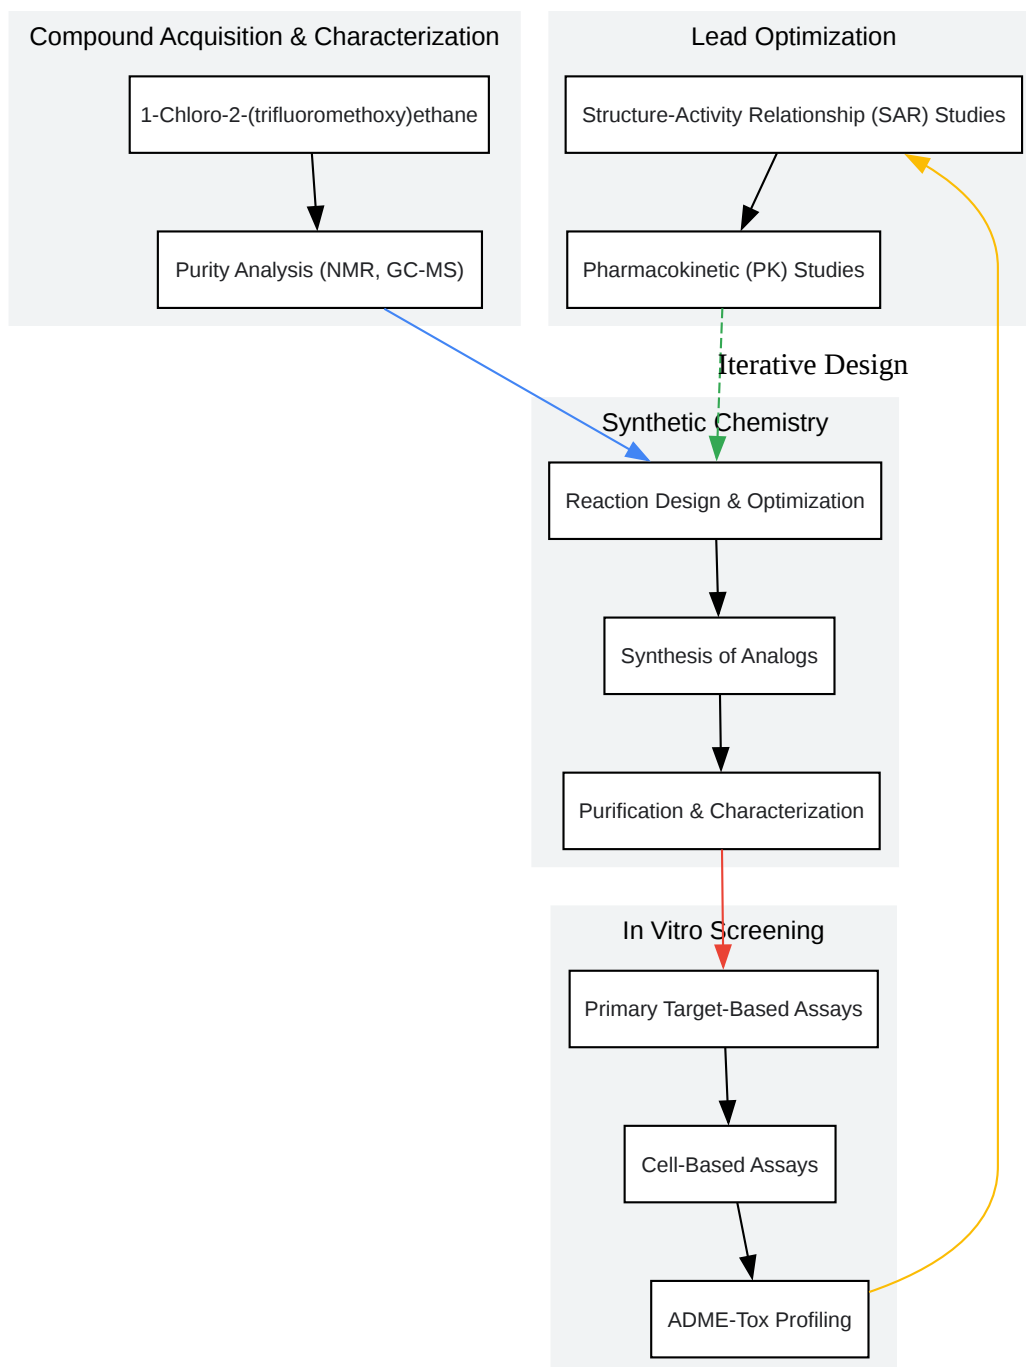 Compound Acquisition & Characterization
1-Chloro-2-(trifluoromethoxy)ethane
Purity Analysis (NMR, GC-MS)
Lead Optimization
Structure-Activity Relationship (SAR) Studies
Pharmacokinetic (PK) Studies
Iterative Design
Synthetic Chemistry
Reaction Design & Optimization
Synthesis of Analogs
Purification & Characterization
In Vitro Screening
Primary Target-Based Assays
Cell-Based Assays
ADME-Tox Profiling